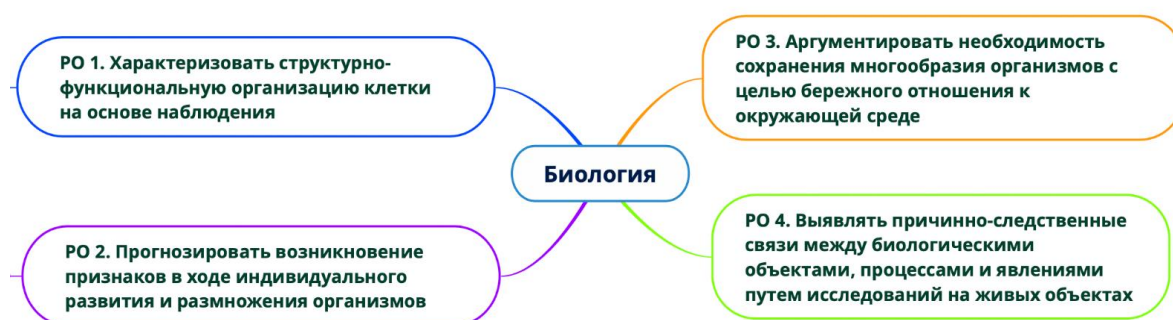 РО 1. Характеризовать структурно-
функциональную организацию клетки
на основе наблюдения
РО 2. Прогнозировать возникновение
признаков в ходе индивидуального
развития и размножения организмов
Биология
РО 3. Аргументировать необходимость
сохранения многообразия организмов с
целью бережного отношения к
окружающей среде
РО 4. Выявлять причинно-следственные
связи между биологическими
объектами, процессами и явлениями
путем исследований на живых объектах